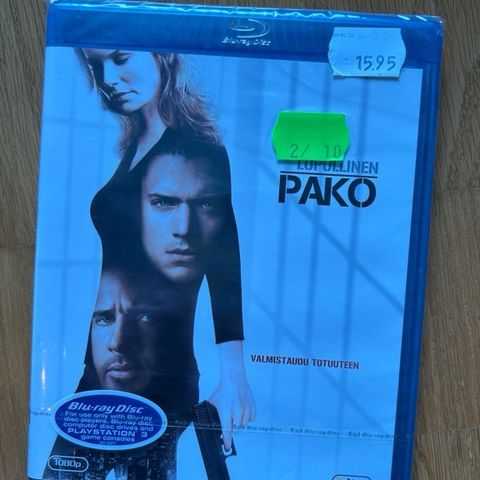 Blu-ray Disc
15.95
2/ 10
LOPULLINEN
PAKO
VALMISTAUDU TOTUUTEEN
Blu-ray Disc
For use only with Blu-ray
disc players, Blu-ray disc
computer disc drives and
PLAYSTATION 3
game consoles
1080p